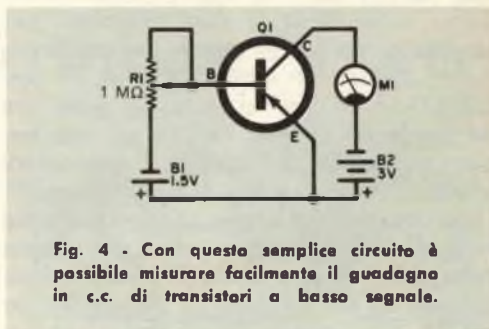 Q1
C
B
R1
1 MΩ
M1
E
B1
1.5V
+
B2
3V
+
Fig. 4 - Con questo semplice circuito è
possibile misurare facilmente il guadagno
in c.c. di transistori a basso segnale.